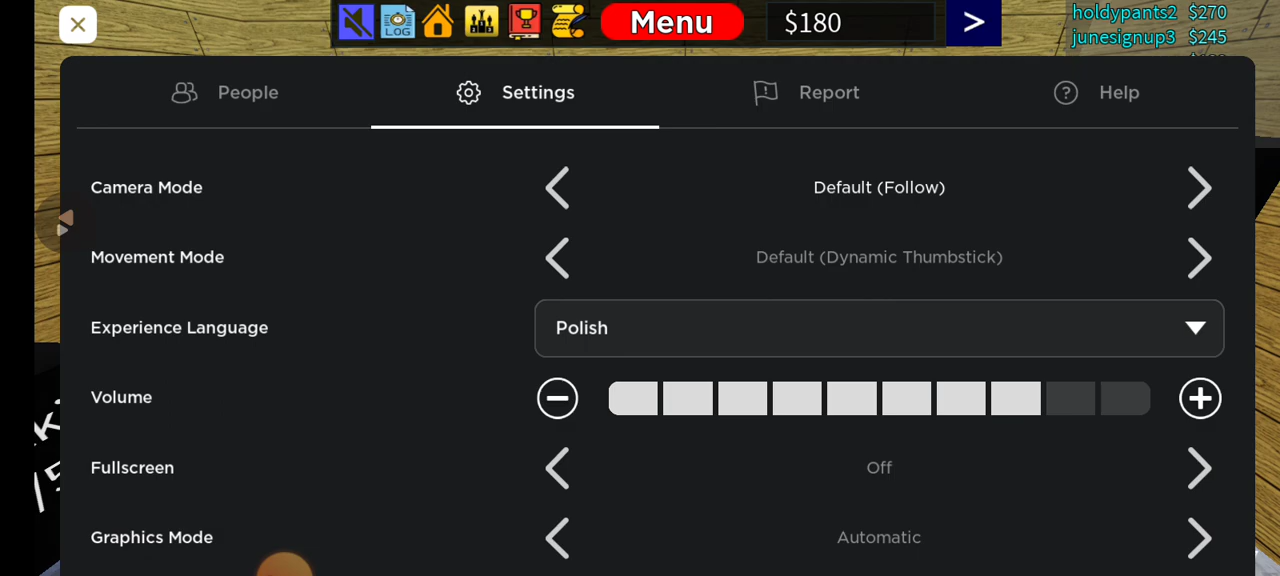 LOG
Menu
$180
>
holdypants2 $270
junesignup3 $245
People
Settings
Report
Help
Camera Mode
Default (Follow)
Movement Mode
Default (Dynamic Thumbstick)
Experience Language
Polish
Volume
Fullscreen
Off
Graphics Mode
Automatic